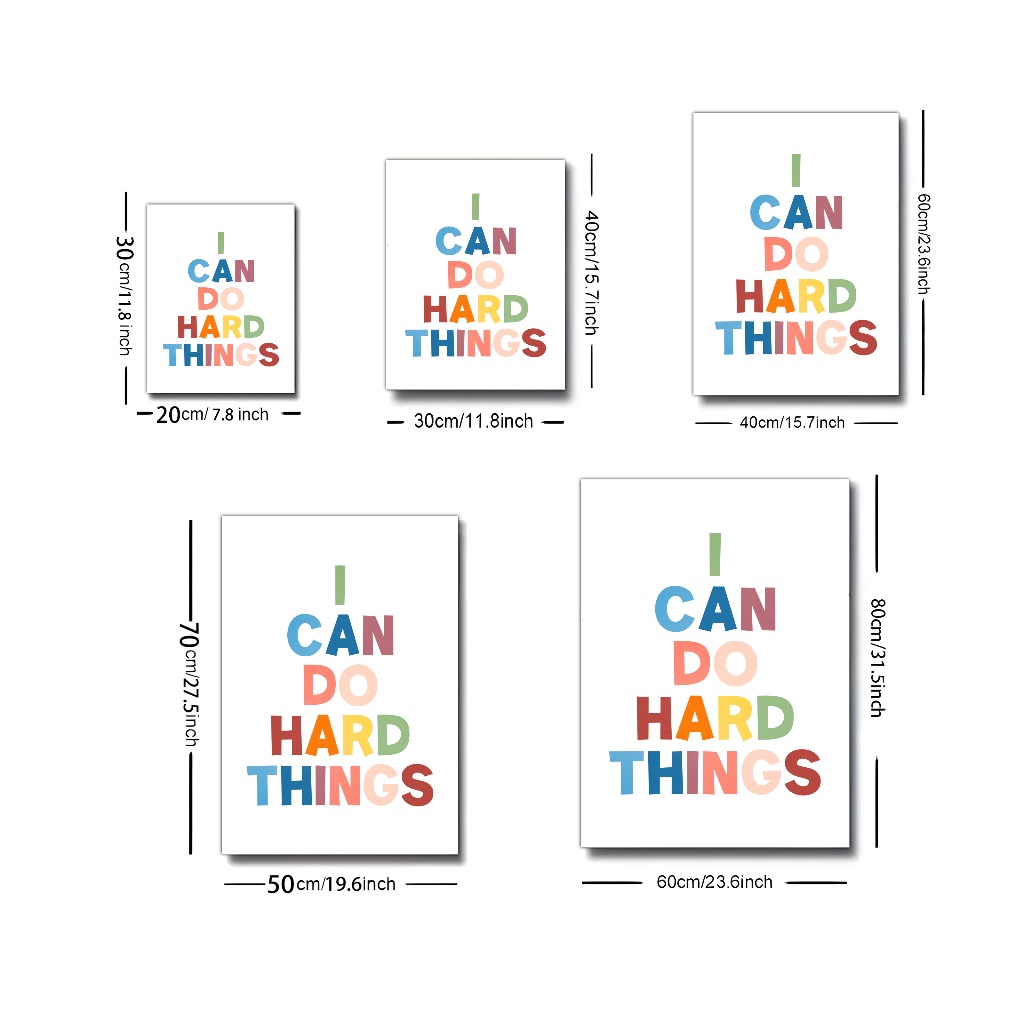 I
CAN
DO
HARD
THINGS
30cm/11.8 inch
20cm/ 7.8 inch
I
CAN
DO
HARD
THINGS
40cm/15.7inch
30cm/11.8inch
I
CAN
DO
HARD
THINGS
60cm/23.6inch
40cm/15.7inch
I
CAN
DO
HARD
THINGS
70cm/27.5inch
50cm/19.6inch
I
CAN
DO
HARD
THINGS
80cm/31.5inch
60cm/23.6inch